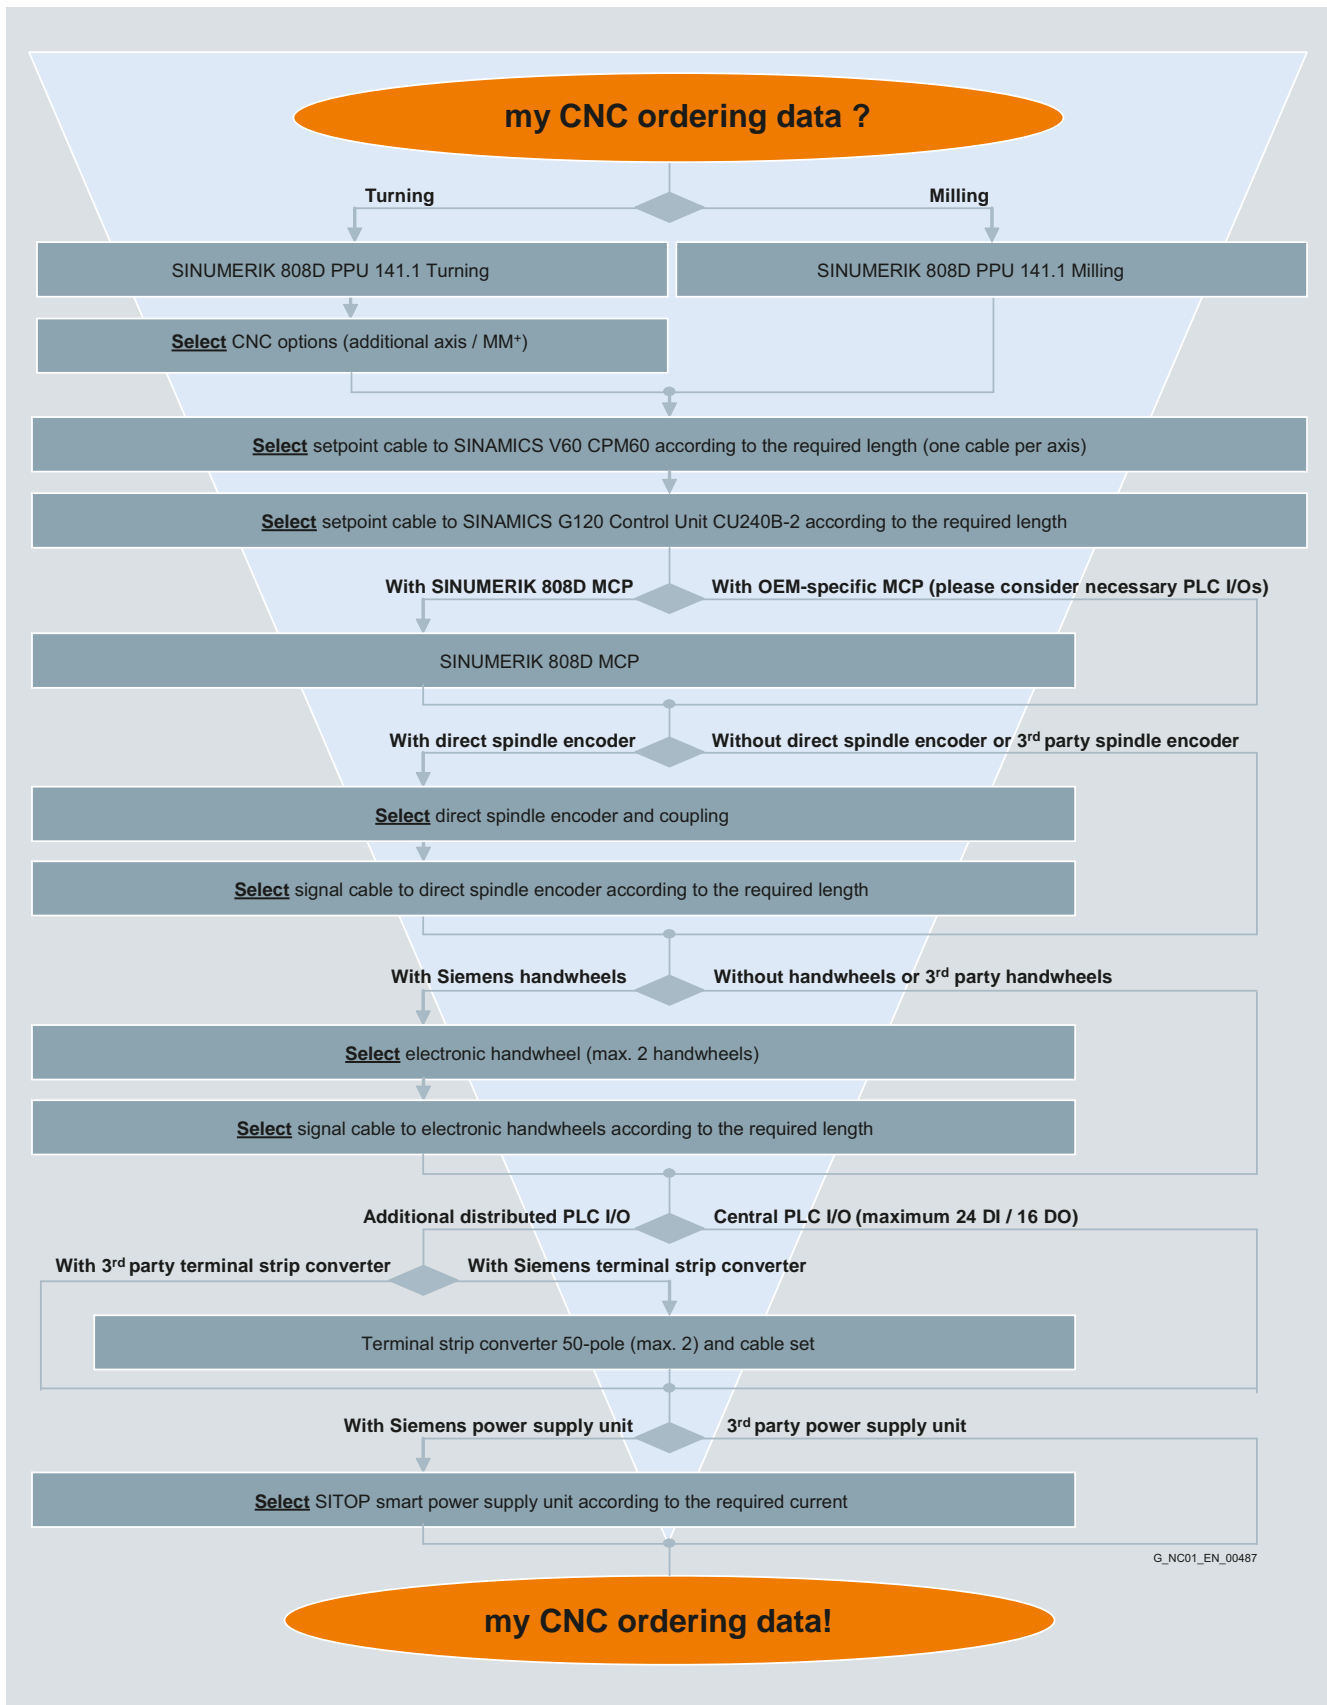 my CNC ordering data ?
Turning
Milling
SINUMERIK 808D PPU 141.1 Turning
SINUMERIK 808D PPU 141.1 Milling
Select CNC options (additional axis / MM⁺)
Select setpoint cable to SINAMICS V60 CPM60 according to the required length (one cable per axis)
Select setpoint cable to SINAMICS G120 Control Unit CU240B-2 according to the required length
With SINUMERIK 808D MCP
With OEM-specific MCP (please consider necessary PLC I/Os)
SINUMERIK 808D MCP
With direct spindle encoder
Without direct spindle encoder or 3rd party spindle encoder
Select direct spindle encoder and coupling
Select signal cable to direct spindle encoder according to the required length
With Siemens handwheels
Without handwheels or 3rd party handwheels
Select electronic handwheel (max. 2 handwheels)
Select signal cable to electronic handwheels according to the required length
Additional distributed PLC I/O
Central PLC I/O (maximum 24 DI / 16 DO)
With 3rd party terminal strip converter
With Siemens terminal strip converter
Terminal strip converter 50-pole (max. 2) and cable set
With Siemens power supply unit
3rd party power supply unit
Select SITOP smart power supply unit according to the required current
G_NC01_EN_00487
my CNC ordering data!